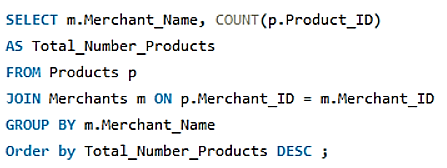 SELECT m.Merchant_Name, COUNT(p.Product_ID)
AS Total_Number_Products
FROM Products p
JOIN Merchants m ON p.Merchant_ID = m.Merchant_ID
GROUP BY m.Merchant_Name
Order by Total_Number_Products DESC ;